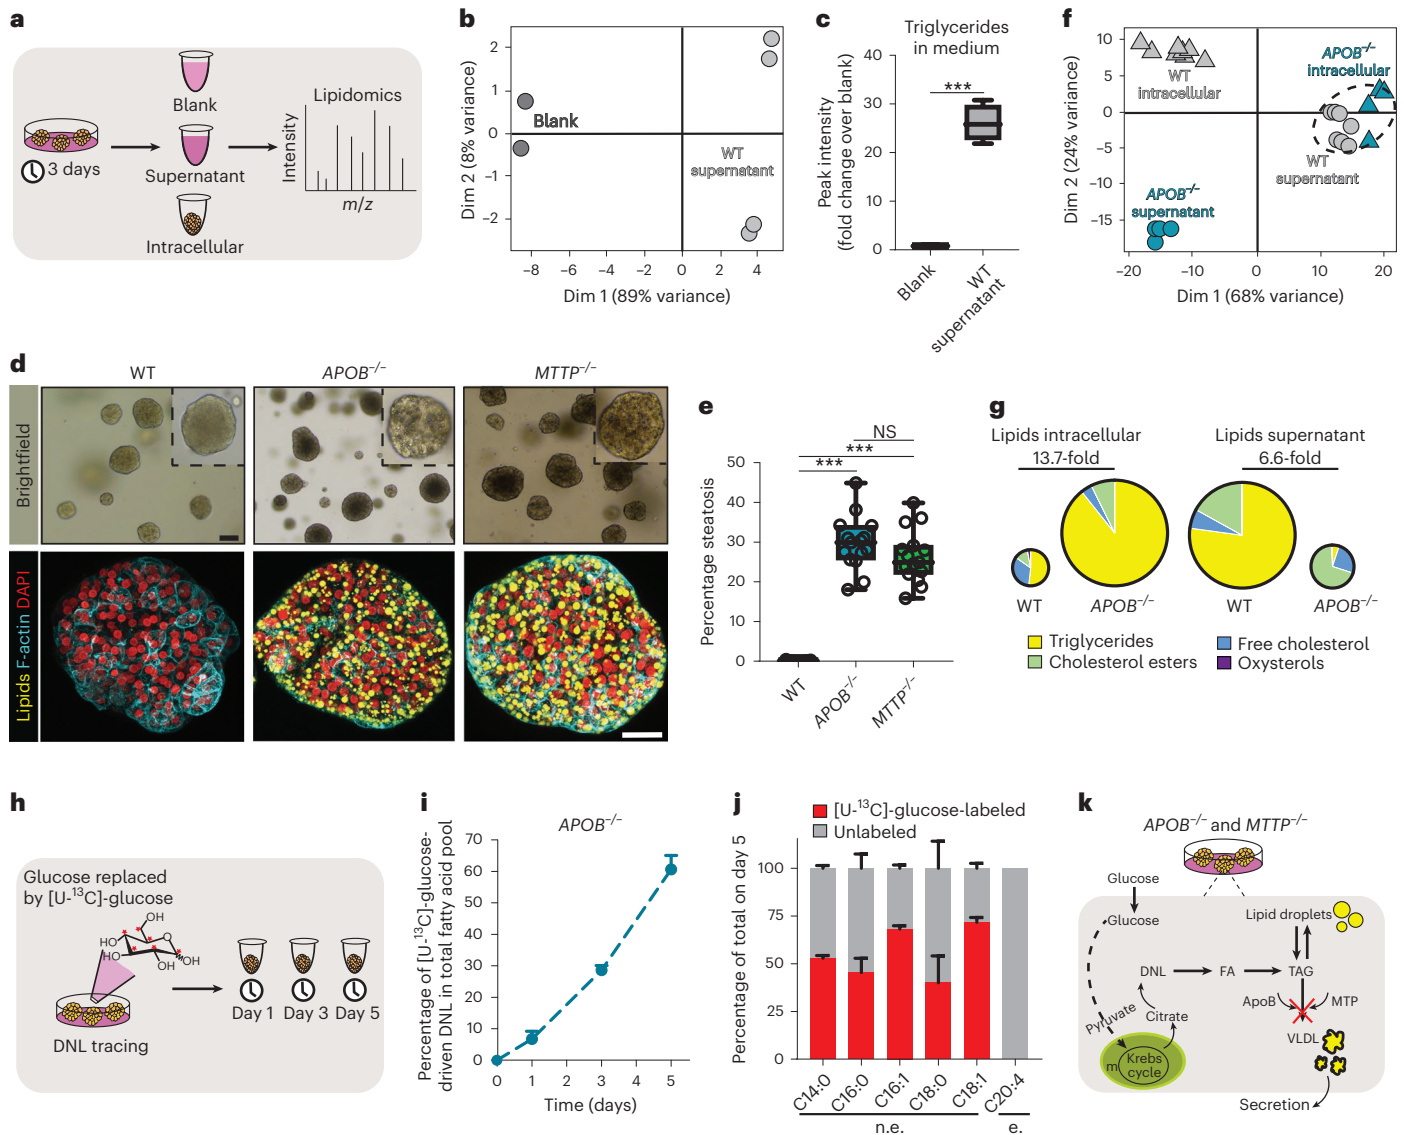 a
Blank
3 days
Supernatant
Intracellular
Lipidomics
Intensity
m/z
b
Dim 2 (8% variance)
2
1
0
−1
−2
Blank
WT
supernatant
−8
−6
−4
−2
0
2
4
Dim 1 (89% variance)
c
Triglycerides
in medium
Peak intensity
(fold change over blank)
40
30
20
10
0
***
Blank
WT
supernatant
f
Dim 2 (24% variance)
10
5
0
−5
−10
−15
WT
intracellular
APOB−/−
intracellular
WT
supernatant
APOB−/−
supernatant
−20
−10
0
10
20
Dim 1 (68% variance)
d
WT
APOB−/−
MTTP−/−
Brightfield
Lipids F-actin DAPI
e
Percentage steatosis
50
40
30
20
10
0
NS
***
***
WT
APOB−/−
MTTP−/−
g
Lipids intracellular
13.7-fold
WT
APOB−/−
Lipids supernatant
6.6-fold
WT
APOB−/−
Triglycerides
Cholesterol esters
Free cholesterol
Oxysterols
h
Glucose replaced
by [U-13C]-glucose
OH
HO
HO
OH
OH
DNL tracing
Day 1
Day 3
Day 5
i
APOB−/−
Percentage of [U-13C]-glucose-
driven DNL in total fatty acid pool
70
60
50
40
30
20
10
0
0
1
2
3
4
5
Time (days)
j
[U-13C]-glucose-labeled
Unlabeled
Percentage of total on day 5
100
75
50
25
0
C14:0
C16:0
C16:1
C18:0
C18:1
C20:4
n.e.
e.
k
APOB−/− and MTTP−/−
Glucose
Glucose
Lipid droplets
DNL
FA
TAG
ApoB
MTP
Pyruvate
Citrate
VLDL
m
Krebs
cycle
Secretion